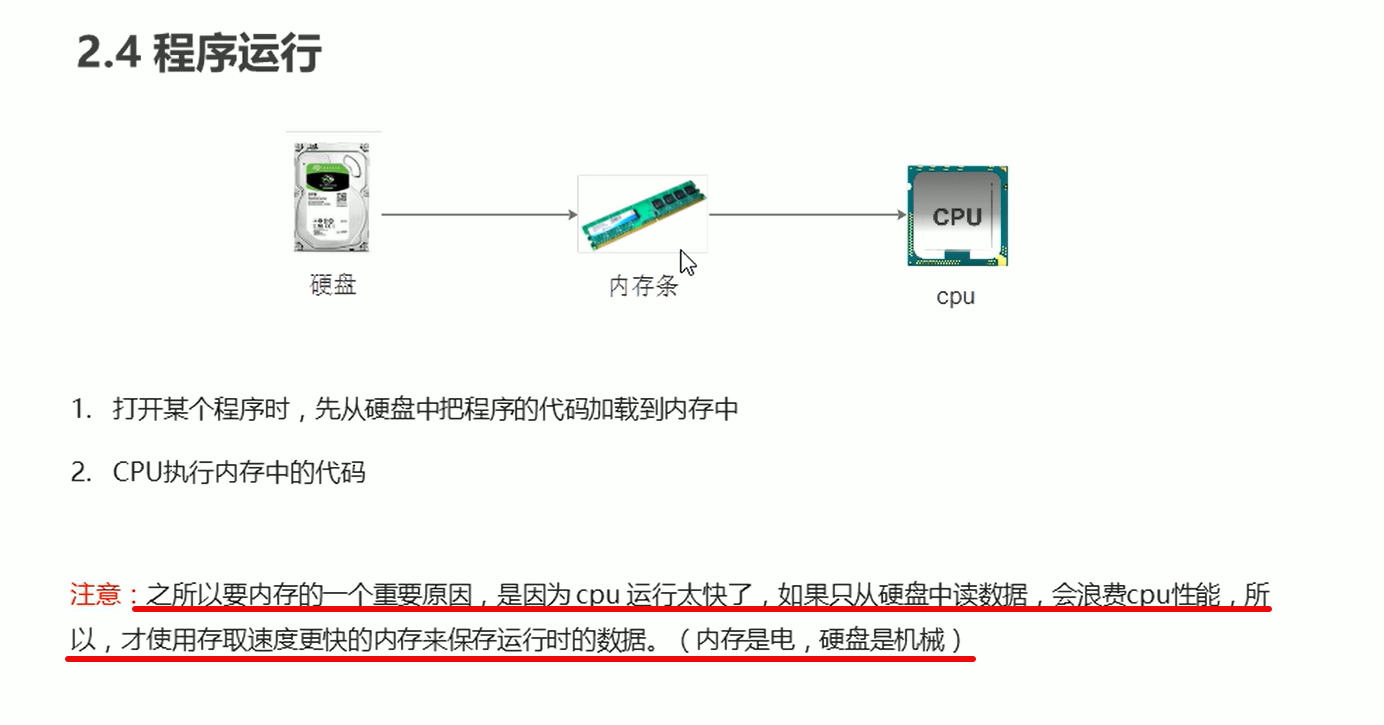 2.4 程序运行
CPU
硬盘
内存条
cpu
1. 打开某个程序时，先从硬盘中把程序的代码加载到内存中
2. CPU执行内存中的代码
注意：之所以要内存的一个重要原因，是因为 cpu 运行太快了，如果只从硬盘中读数据，会浪费cpu性能，所
以，才使用存取速度更快的内存来保存运行时的数据。（内存是电，硬盘是机械）